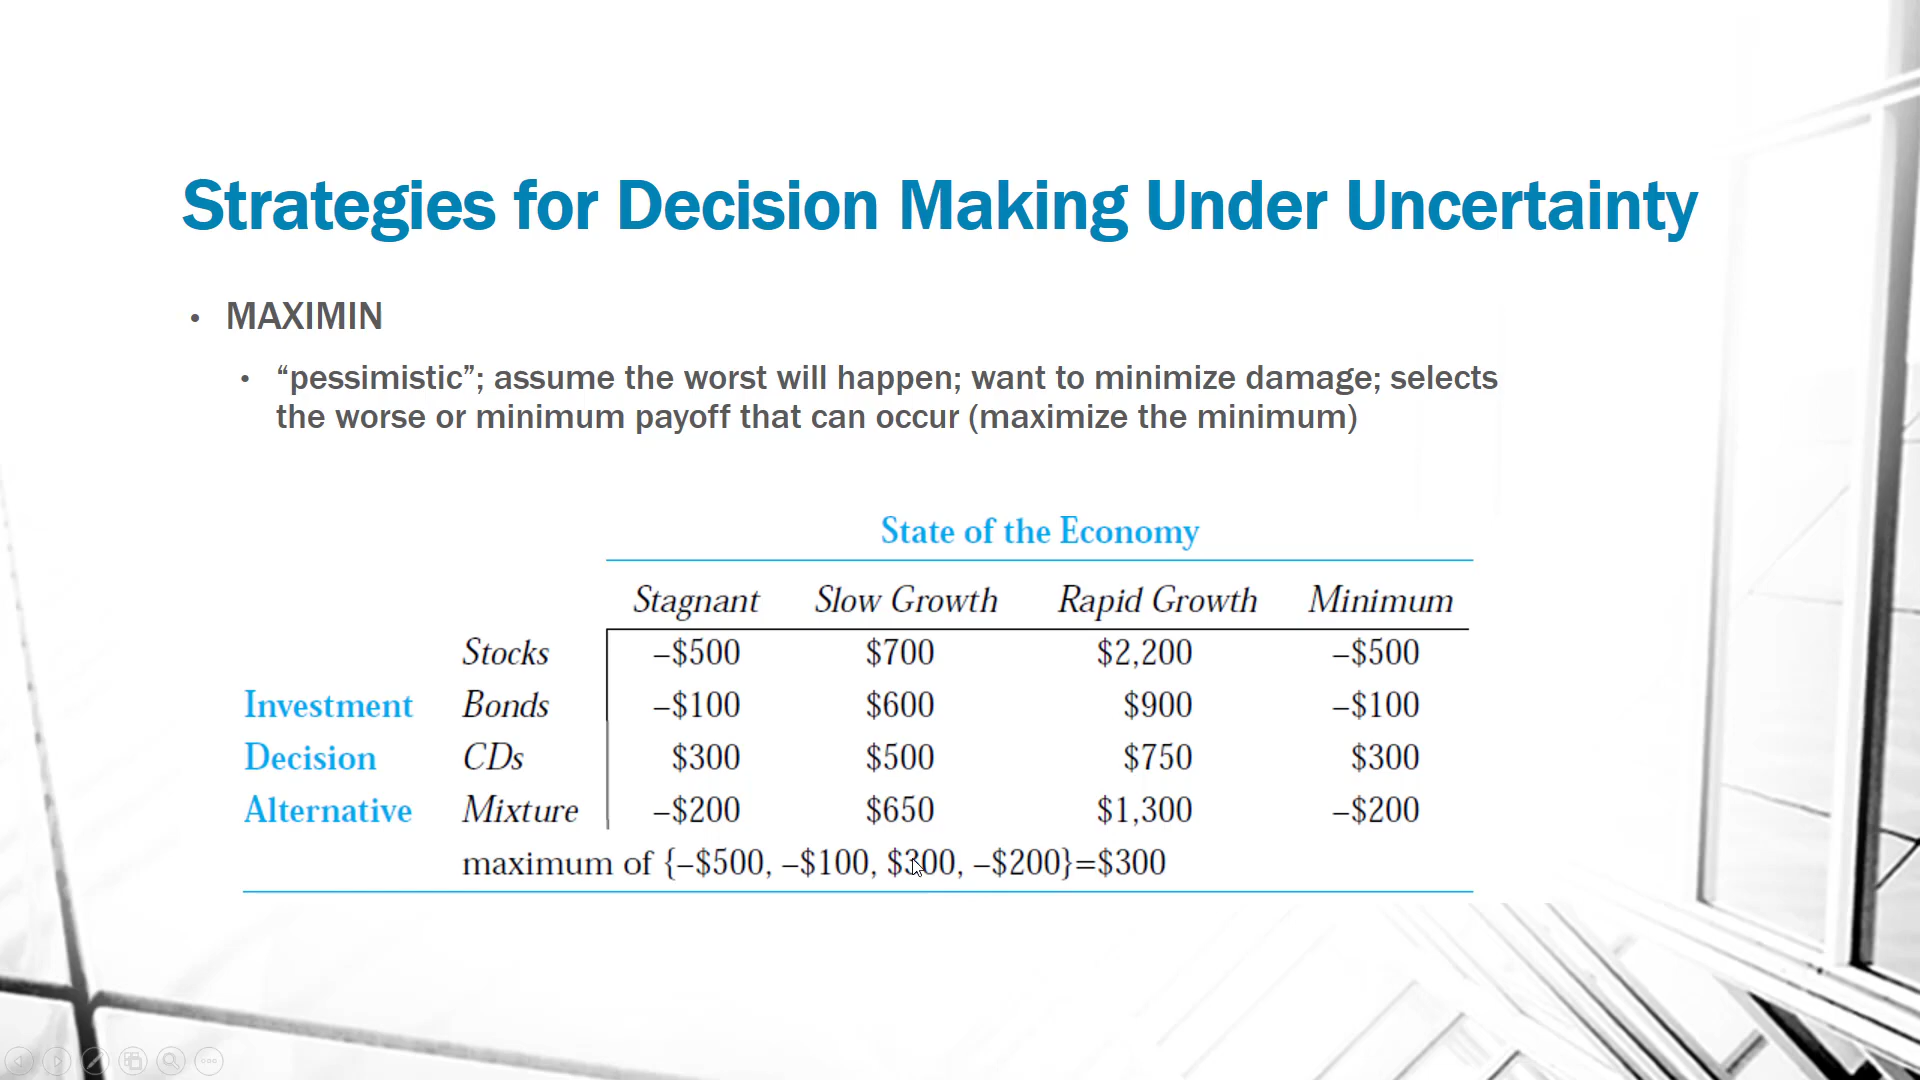 Strategies for Decision Making Under Uncertainty
• MAXIMIN
• “pessimistic”; assume the worst will happen; want to minimize damage; selects
the worse or minimum payoff that can occur (maximize the minimum)
State of the Economy
Stagnant Slow Growth Rapid Growth Minimum
Stocks –$500 $700 $2,200 –$500
Investment Bonds –$100 $600 $900 –$100
Decision CDs $300 $500 $750 $300
Alternative Mixture –$200 $650 $1,300 –$200
maximum of {–$500, –$100, $300, –$200}=$300